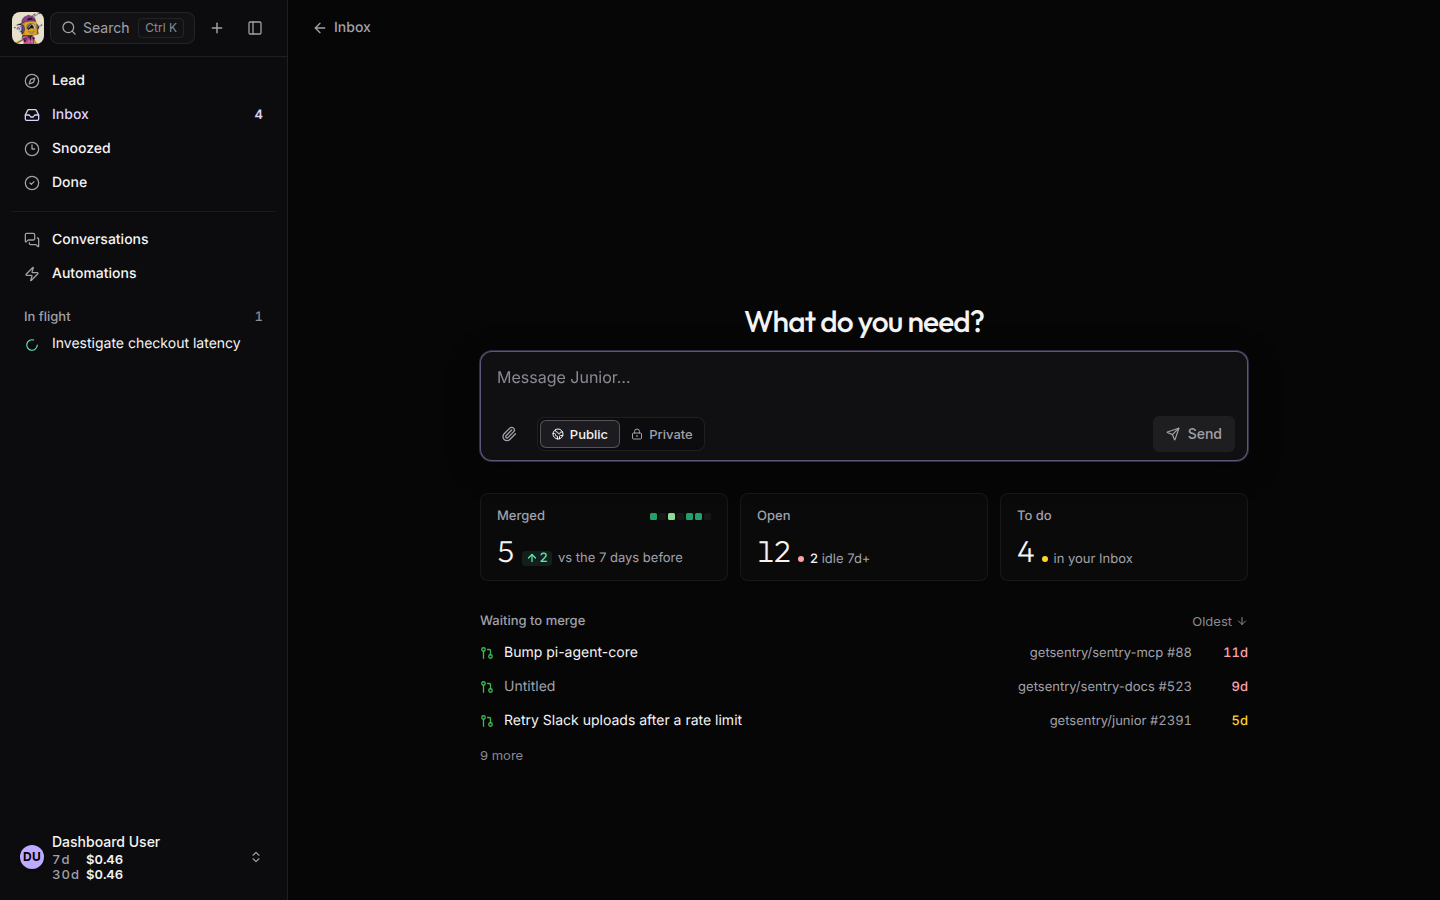 Search Ctrl K
Lead
Inbox 4
Snoozed
Done
Conversations
Automations
In flight 1
Investigate checkout latency
DU
Dashboard User
7d $0.46
30d $0.46
Inbox
What do you need?
Message Junior...
Public Private Send
Merged
5 2 vs the 7 days before
Open
12 2 idle 7d+
To do
4 in your Inbox
Waiting to merge Oldest
Bump pi-agent-core getsentry/sentry-mcp #88 11d
Untitled getsentry/sentry-docs #523 9d
Retry Slack uploads after a rate limit getsentry/junior #2391 5d
9 more